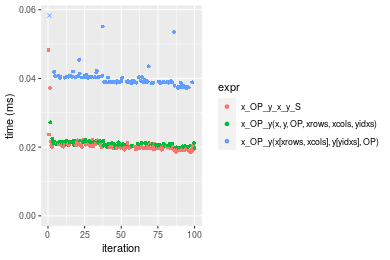 0.06
0.04
0.02
0.00
time (ms)
0
25
50
75
100
iteration
expr
x_OP_y_x_y_S
x_OP_y(x, y, OP, xrows, xcols, yidxs)
x_OP_y(x[xrows, xcols], y[yidxs], OP)